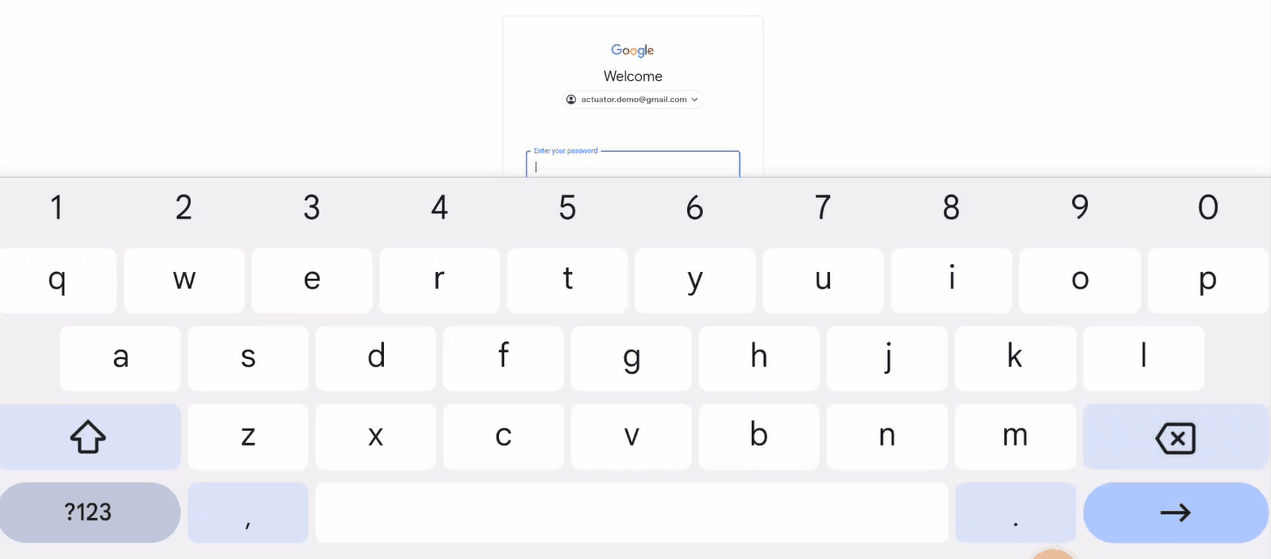 Google
Welcome
actuator.demo@gmail.com
Enter your password
1 2 3 4 5 6 7 8 9 0
q w e r t y u i o p
a s d f g h j k l
z x c v b n m
?123 , .